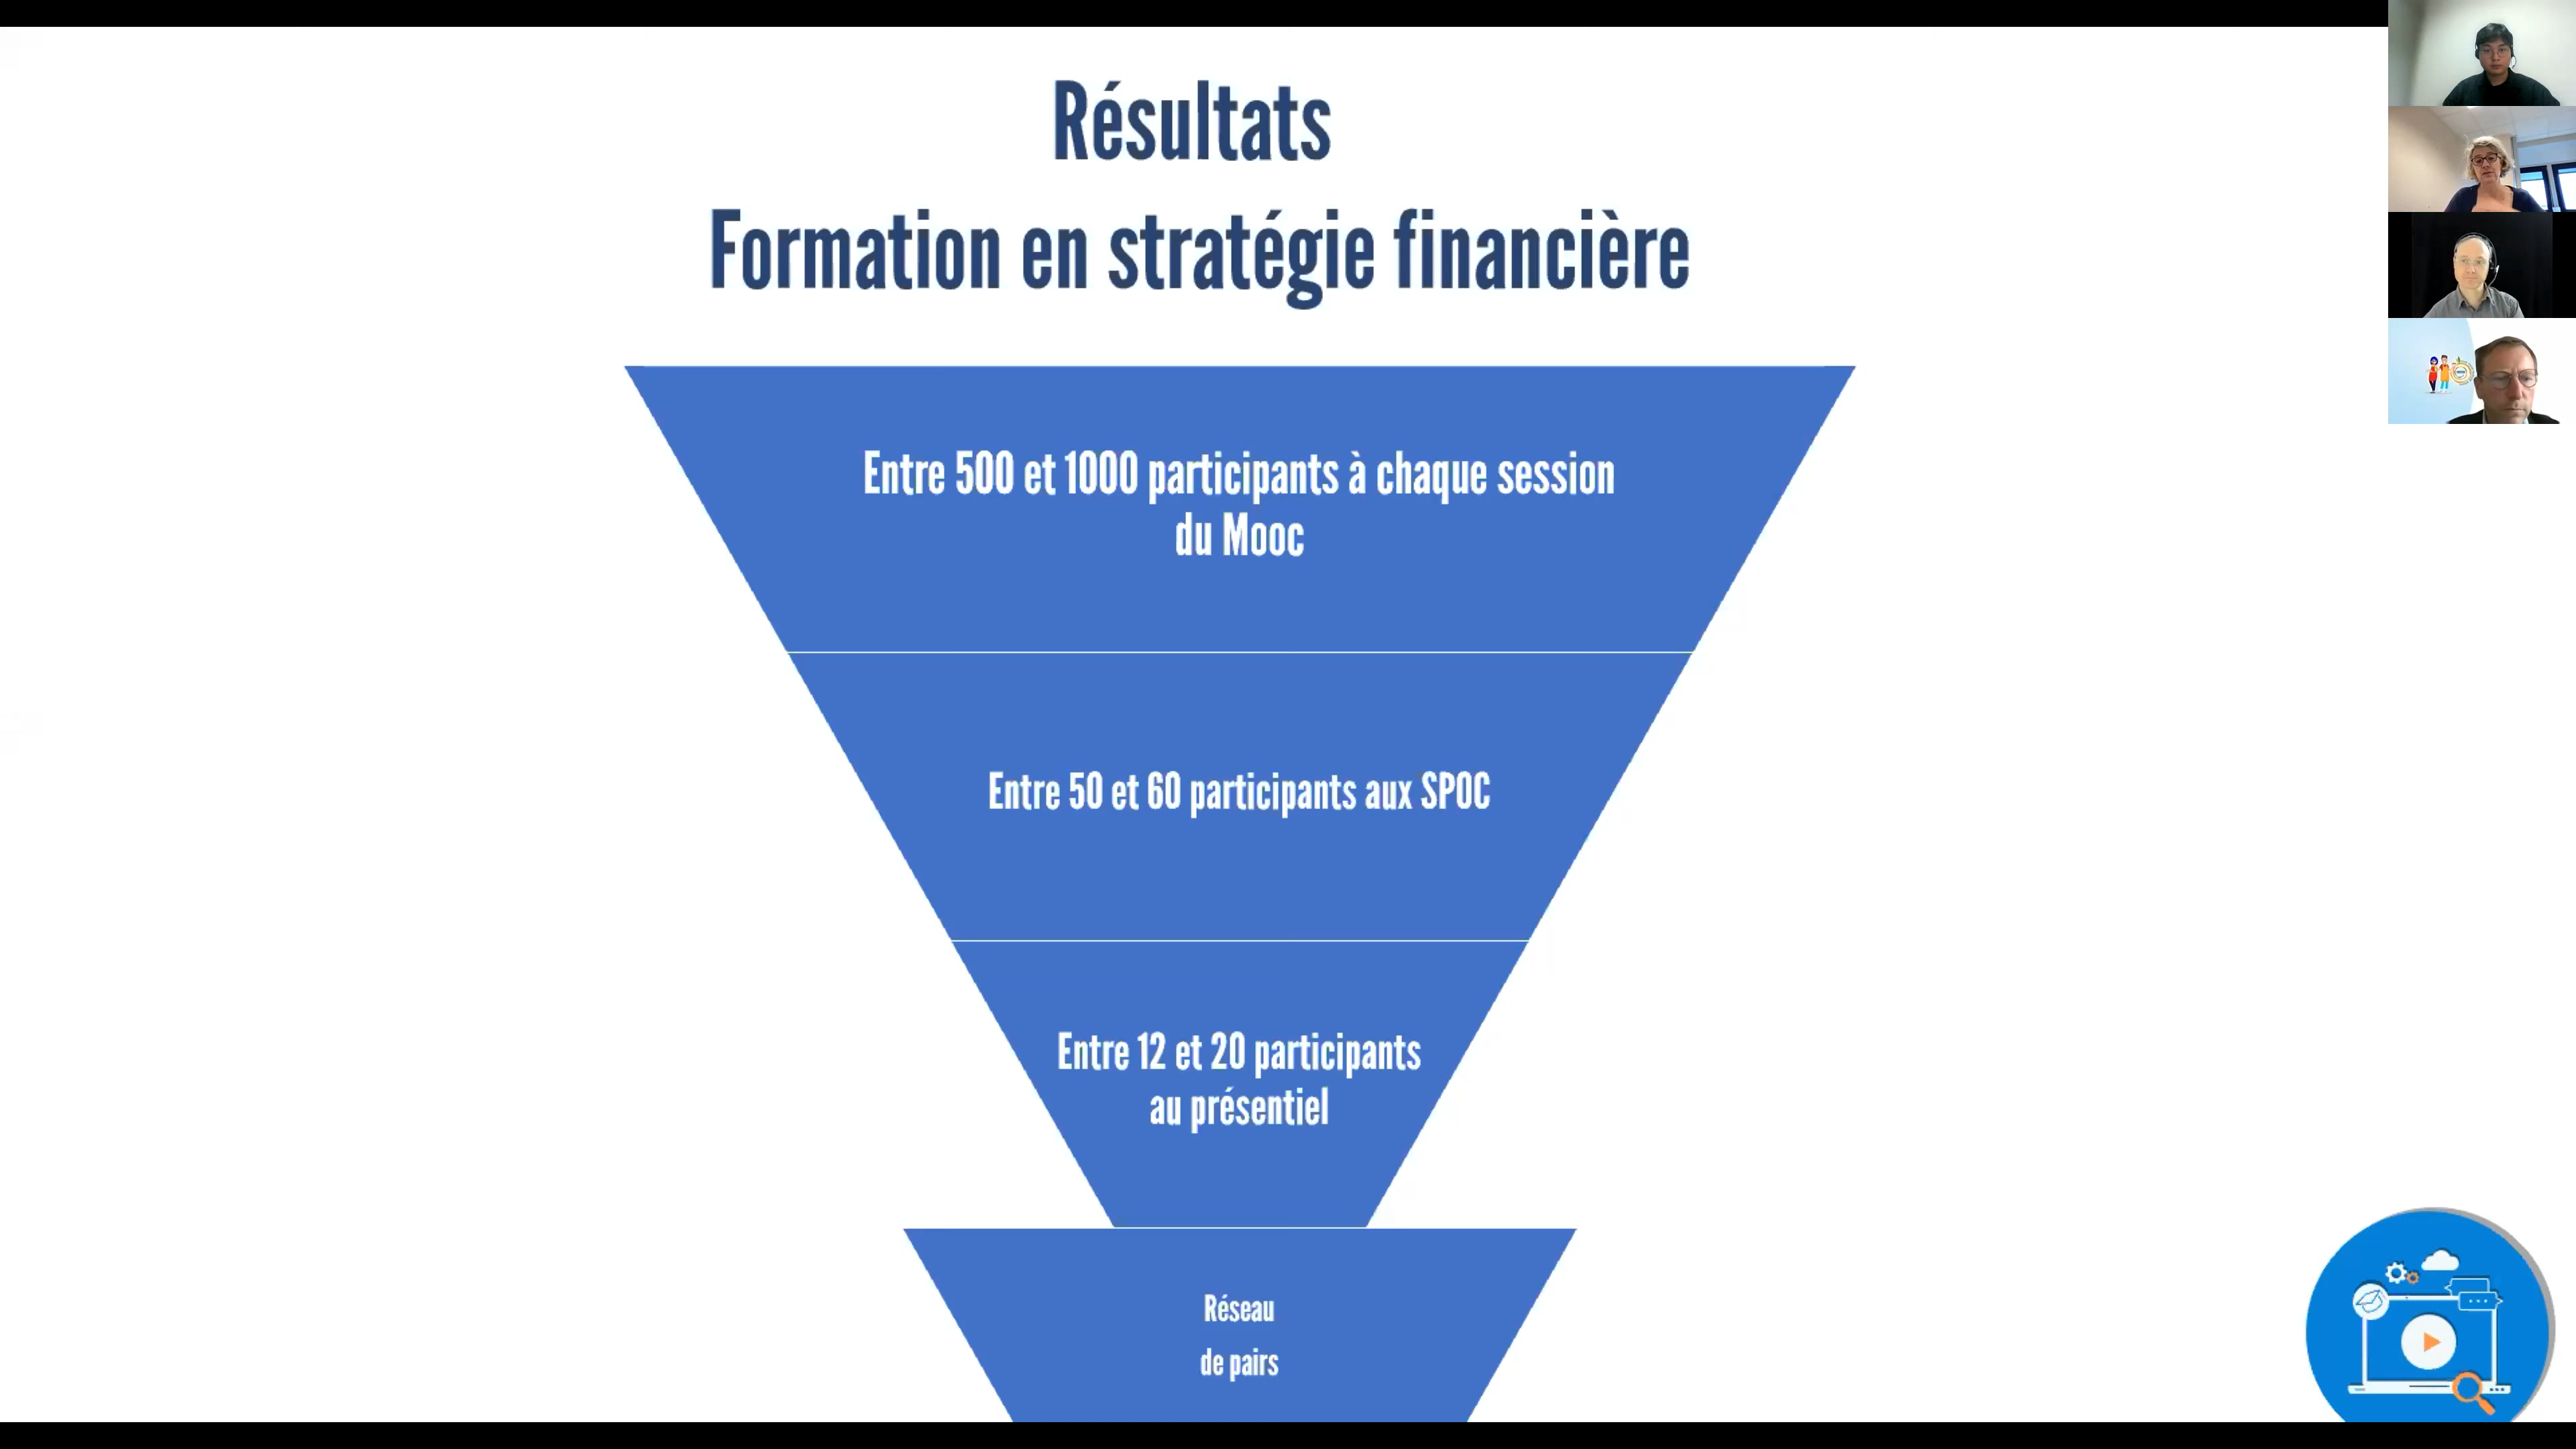 Résultats
Formation en stratégie financière
Entre 500 et 1000 participants à chaque session
du Mooc
Entre 50 et 60 participants aux SPOC
Entre 12 et 20 participants
au présentiel
Réseau
de pairs